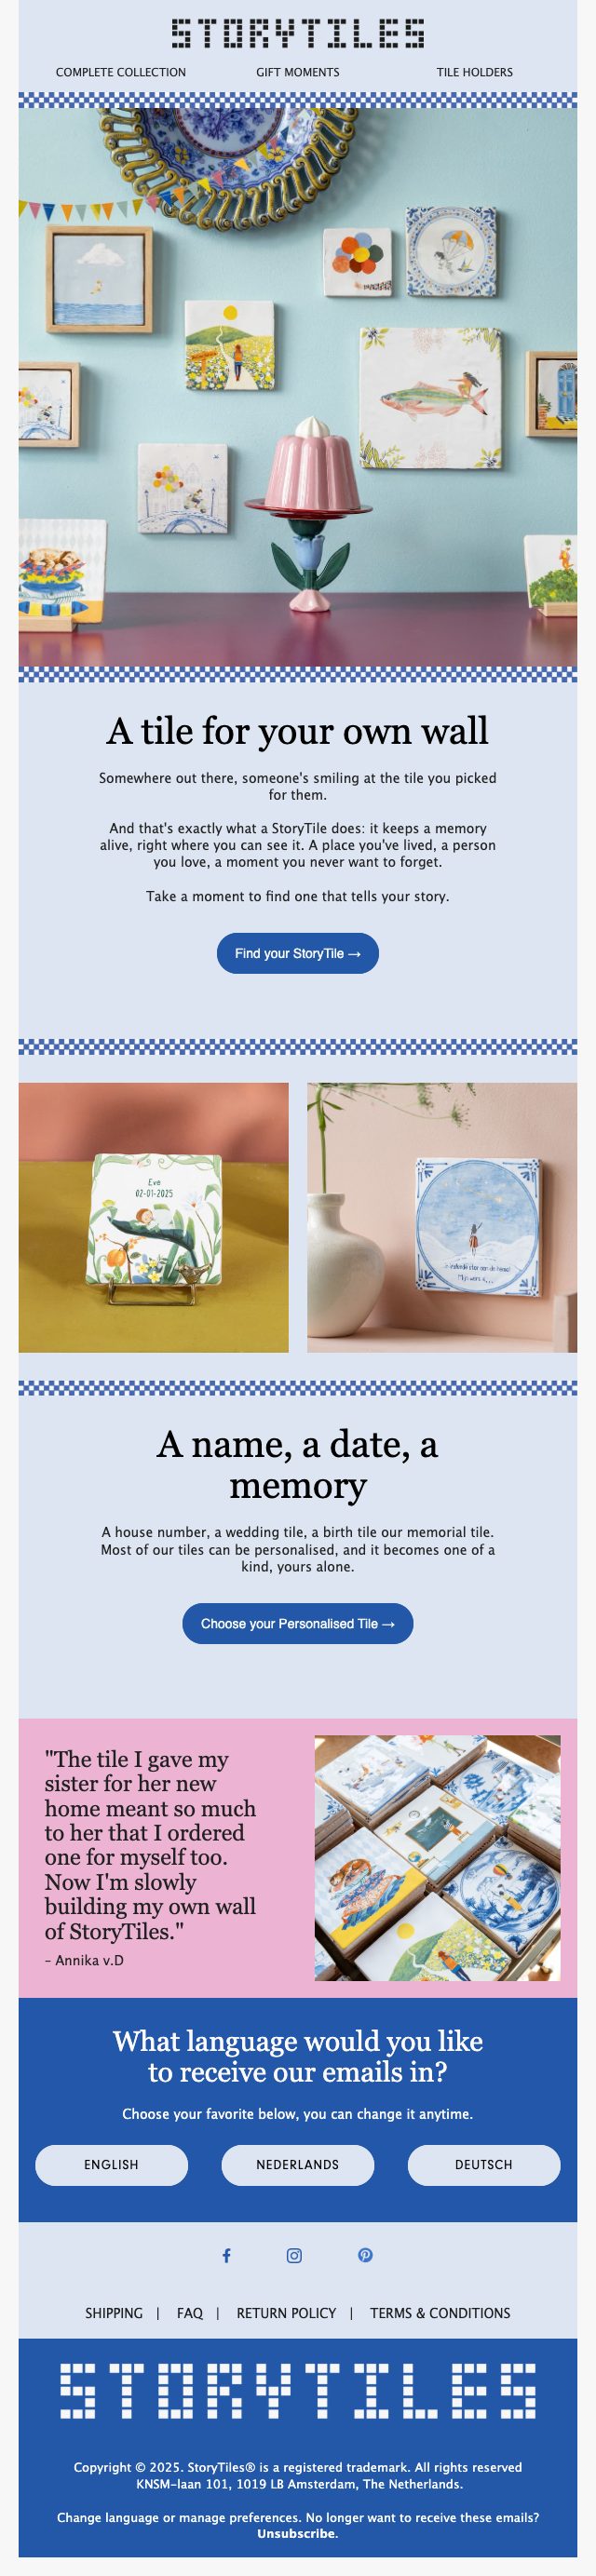 STORYTILES
COMPLETE COLLECTION GIFT MOMENTS TILE HOLDERS
A tile for your own wall
Somewhere out there, someone's smiling at the tile you picked
for them.
And that's exactly what a StoryTile does: it keeps a memory
alive, right where you can see it. A place you've lived, a person
you love, a moment you never want to forget.
Take a moment to find one that tells your story.
Find your StoryTile →
Eve
02-01-2025
A name, a date, a
memory
A house number, a wedding tile, a birth tile our memorial tile.
Most of our tiles can be personalised, and it becomes one of a
kind, yours alone.
Choose your Personalised Tile →
"The tile I gave my
sister for her new
home meant so much
to her that I ordered
one for myself too.
Now I'm slowly
building my own wall
of StoryTiles."
- Annika v.D
What language would you like
to receive our emails in?
Choose your favorite below, you can change it anytime.
ENGLISH NEDERLANDS DEUTSCH
SHIPPING | FAQ | RETURN POLICY | TERMS & CONDITIONS
STORYTILES
Copyright © 2025. StoryTiles® is a registered trademark. All rights reserved
KNSM-laan 101, 1019 LB Amsterdam, The Netherlands.
Change language or manage preferences. No longer want to receive these emails?
Unsubscribe.